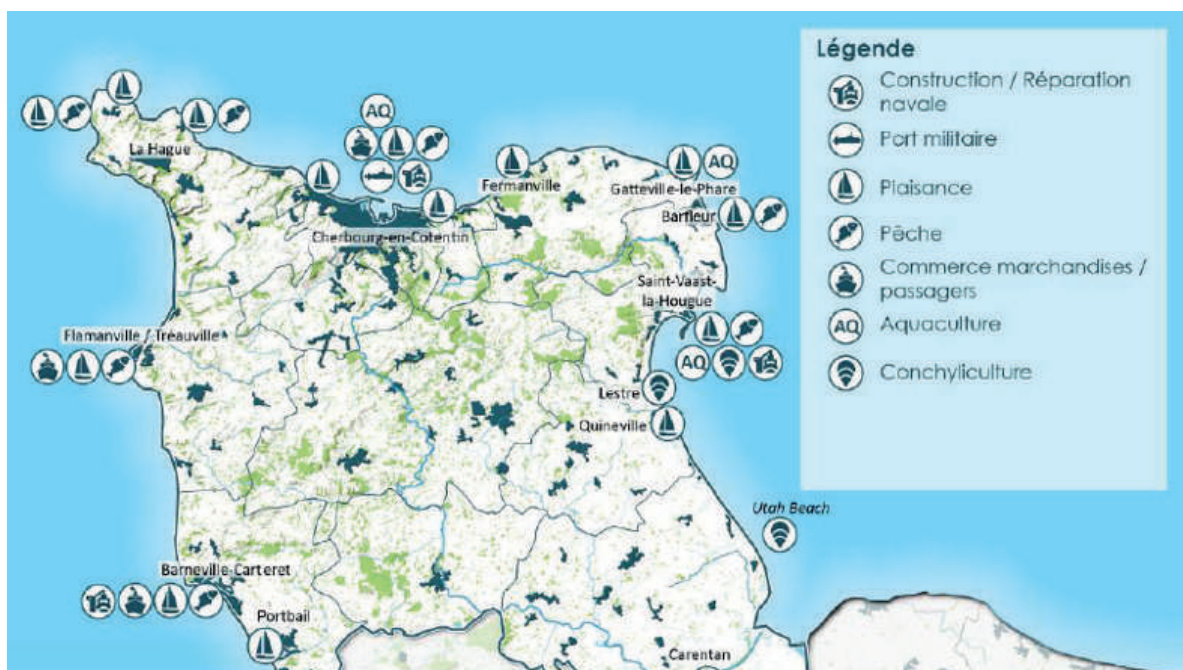 Légende
Construction / Réparation
navale
Port militaire
Plaisance
Pêche
Commerce marchandises /
passagers
AQ
Aquaculture
Conchyliculture
AQ
La Hague
Fermanville
AQ
Gatteville-le-Phare
Barfleur
Cherbourg-en-Cotentin
Saint-Vaast-
la-Hougue
Flamanville / Tréauville
AQ
Lestre
Quineville
Utah Beach
Barneville-Carteret
Portbail
Carentan